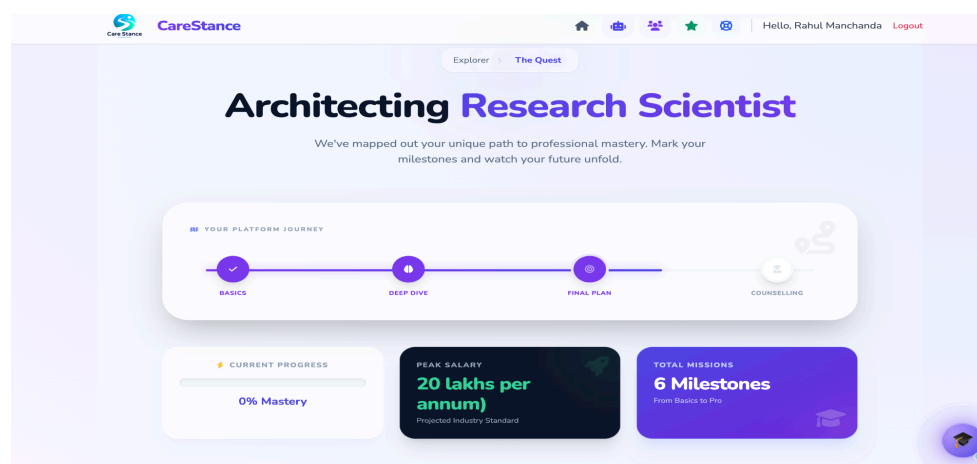 Care Stance
CareStance
Hello, Rahul Manchanda
Logout
Explorer
The Quest
Architecting Research Scientist
We've mapped out your unique path to professional mastery. Mark your
milestones and watch your future unfold.
YOUR PLATFORM JOURNEY
BASICS
DEEP DIVE
FINAL PLAN
COUNSELLING
CURRENT PROGRESS
0% Mastery
PEAK SALARY
20 lakhs per
annum)
Projected Industry Standard
TOTAL MISSIONS
6 Milestones
From Basics to Pro